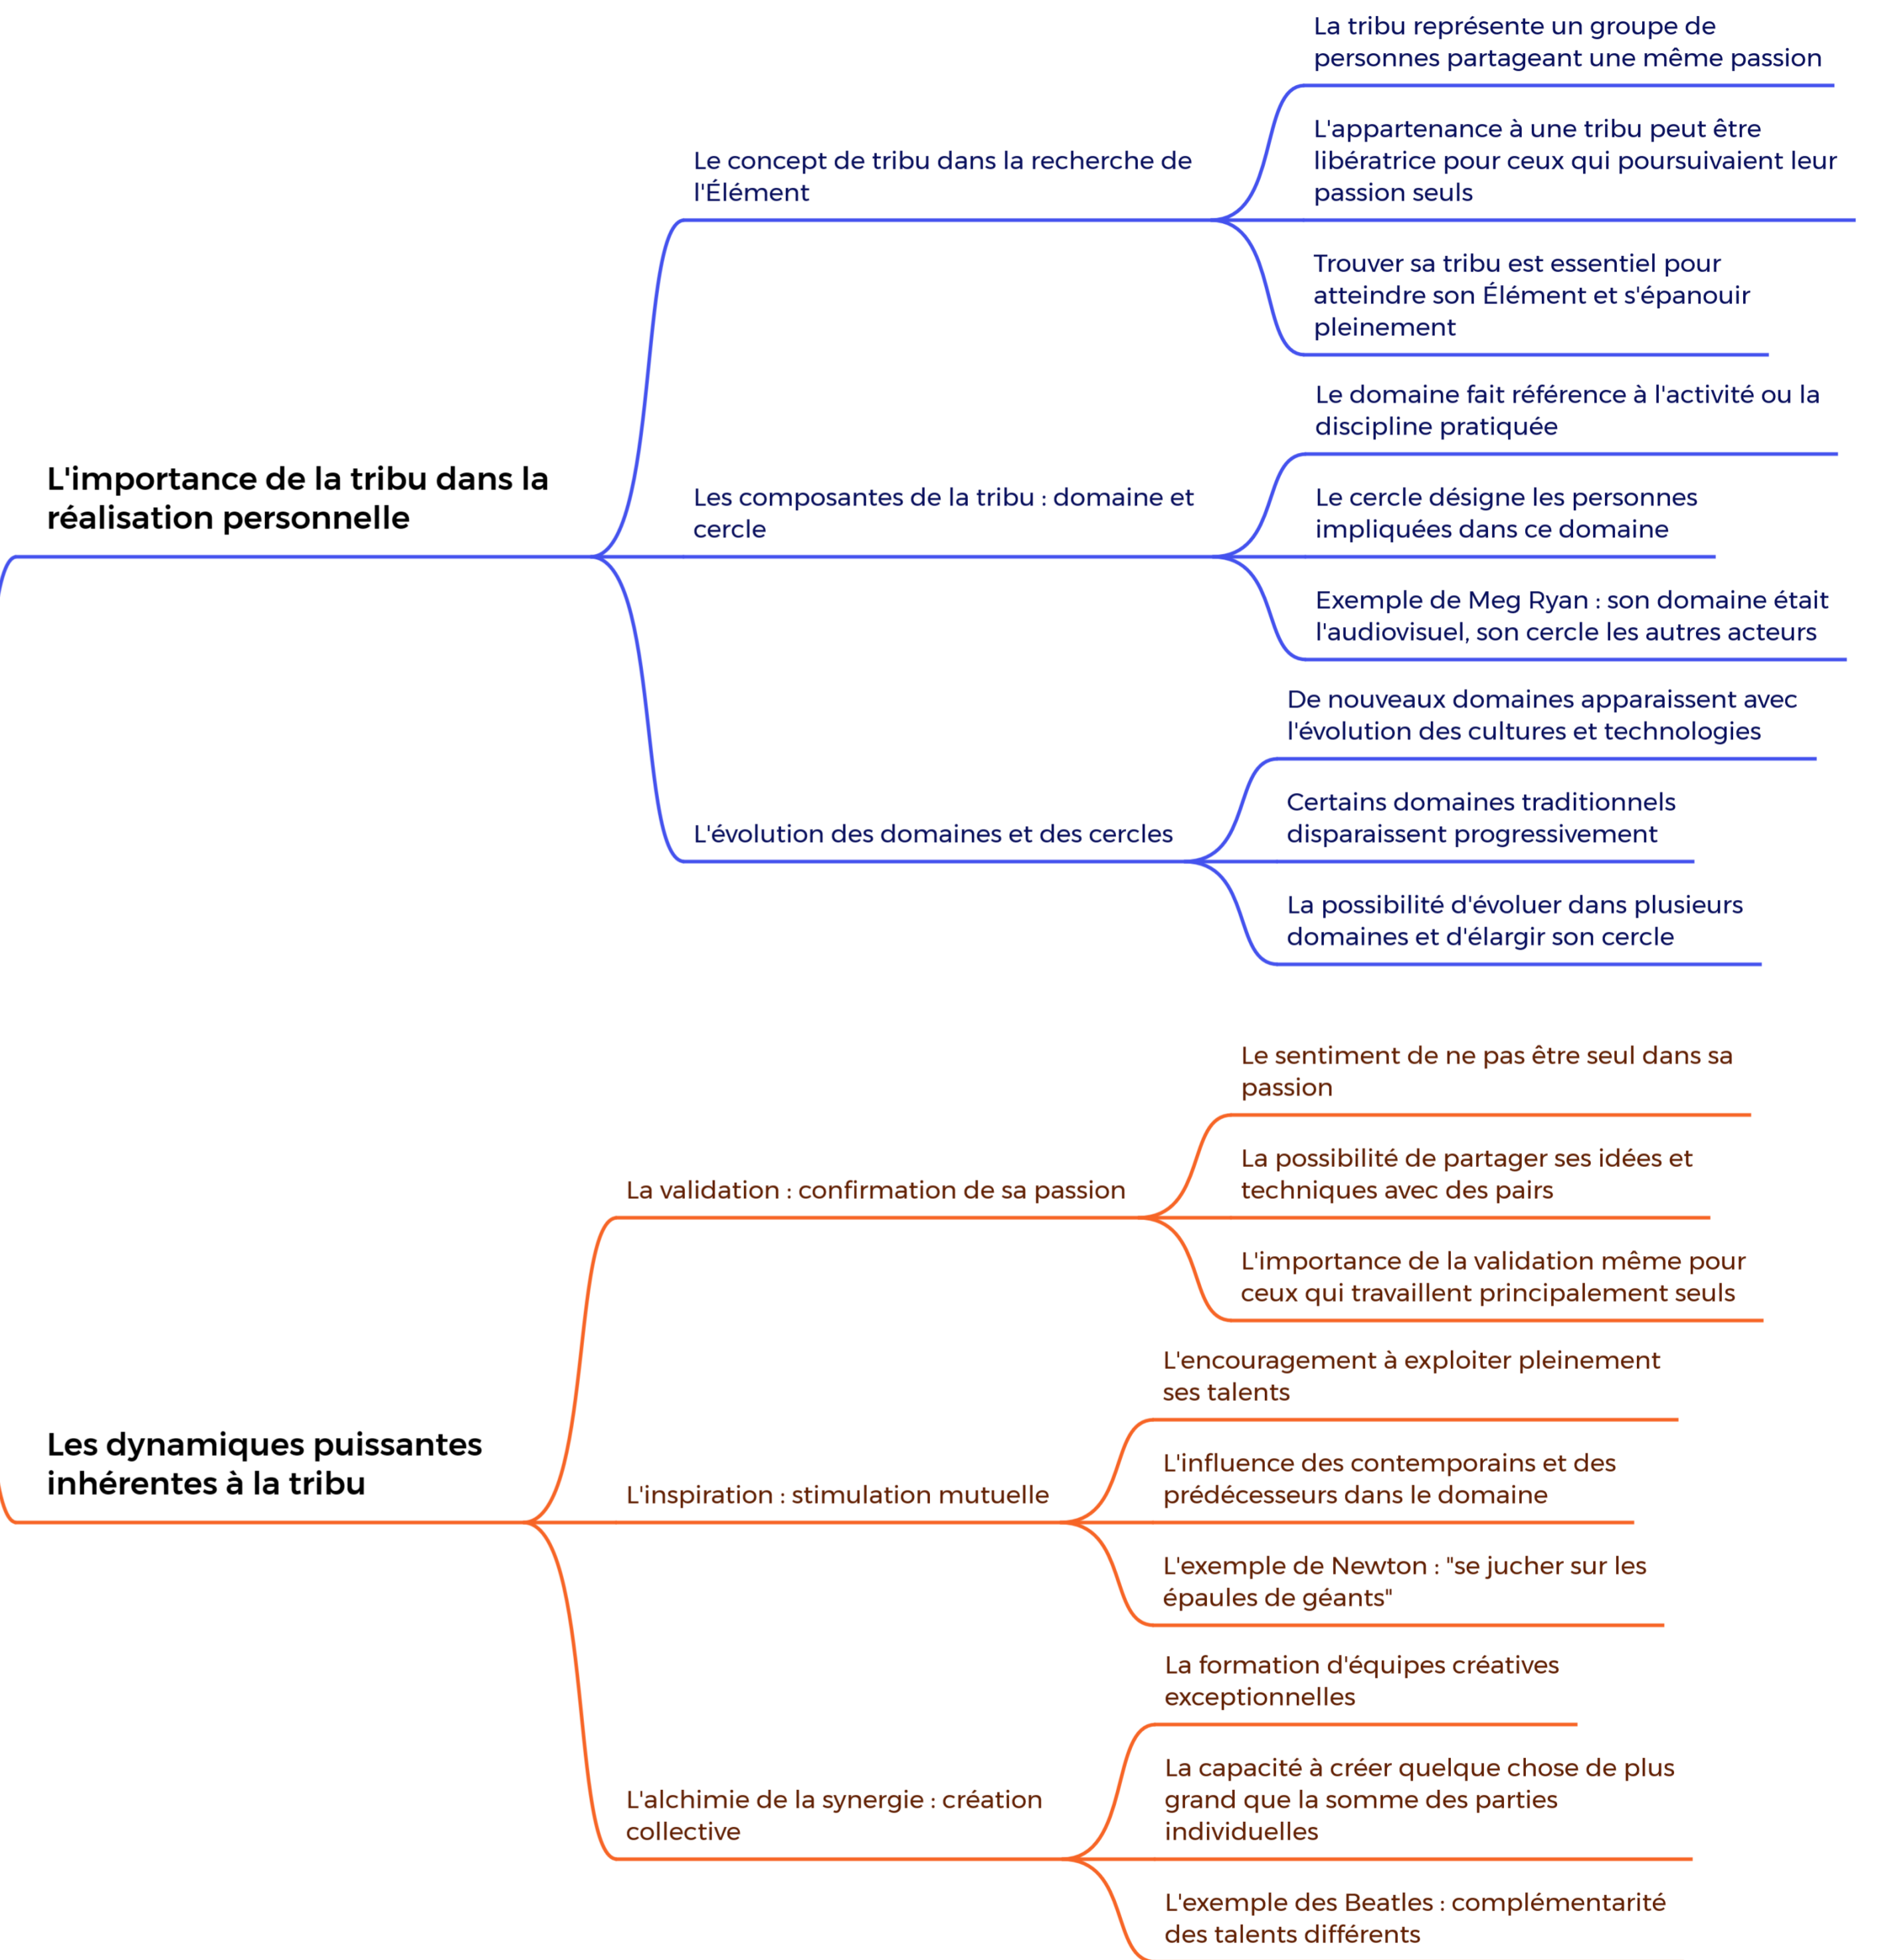 L'importance de la tribu dans la
réalisation personnelle
Le concept de tribu dans la recherche de
l'Élément
La tribu représente un groupe de
personnes partageant une même passion
L'appartenance à une tribu peut être
libératrice pour ceux qui poursuivaient leur
passion seuls
Trouver sa tribu est essentiel pour
atteindre son Élément et s'épanouir
pleinement
Les composantes de la tribu : domaine et
cercle
Le domaine fait référence à l'activité ou la
discipline pratiquée
Le cercle désigne les personnes
impliquées dans ce domaine
Exemple de Meg Ryan : son domaine était
l'audiovisuel, son cercle les autres acteurs
L'évolution des domaines et des cercles
De nouveaux domaines apparaissent avec
l'évolution des cultures et technologies
Certains domaines traditionnels
disparaissent progressivement
La possibilité d'évoluer dans plusieurs
domaines et d'élargir son cercle
Les dynamiques puissantes
inhérentes à la tribu
La validation : confirmation de sa passion
Le sentiment de ne pas être seul dans sa
passion
La possibilité de partager ses idées et
techniques avec des pairs
L'importance de la validation même pour
ceux qui travaillent principalement seuls
L'inspiration : stimulation mutuelle
L'encouragement à exploiter pleinement
ses talents
L'influence des contemporains et des
prédécesseurs dans le domaine
L'exemple de Newton : "se jucher sur les
épaules de géants"
L'alchimie de la synergie : création
collective
La formation d'équipes créatives
exceptionnelles
La capacité à créer quelque chose de plus
grand que la somme des parties
individuelles
L'exemple des Beatles : complémentarité
des talents différents